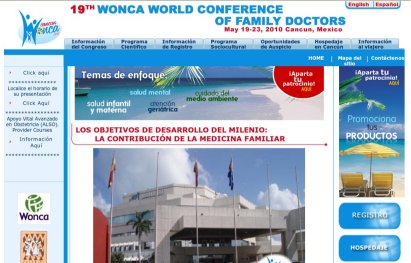 19TH WONCA WORLD CONFERENCE
OF FAMILY DOCTORS
May 19-23, 2010 Cancun, Mexico
English Español
CANCUN
Wonca
Información del Congreso
Programa Científico
Información de Registro
Programa Sociocultural
Oportunidades de Auspicio
Hospedaje en Cancún
Información al viajero
HOME | Mapa del sitio | Contáctenos
Click aquí
Localice el horario de su presentación
Click Aquí
Apoyo Vital Avanzado en Obstetricia (ALSO). Provider Courses
Información Aquí
Wonca
Temas de enfoque:
salud mental
cuidado del medio ambiente
salud infantil y materna
atención geriátrica
¡Aparta tu patrocinio!
AQUÍ
LOS OBJETIVOS DE DESARROLLO DEL MILENIO:
LA CONTRIBUCIÓN DE LA MEDICINA FAMILIAR
¡Aparta tu patrocinio!
AQUÍ
Promociona tus PRODUCTOS
REGISTRO
HOSPEDAJE